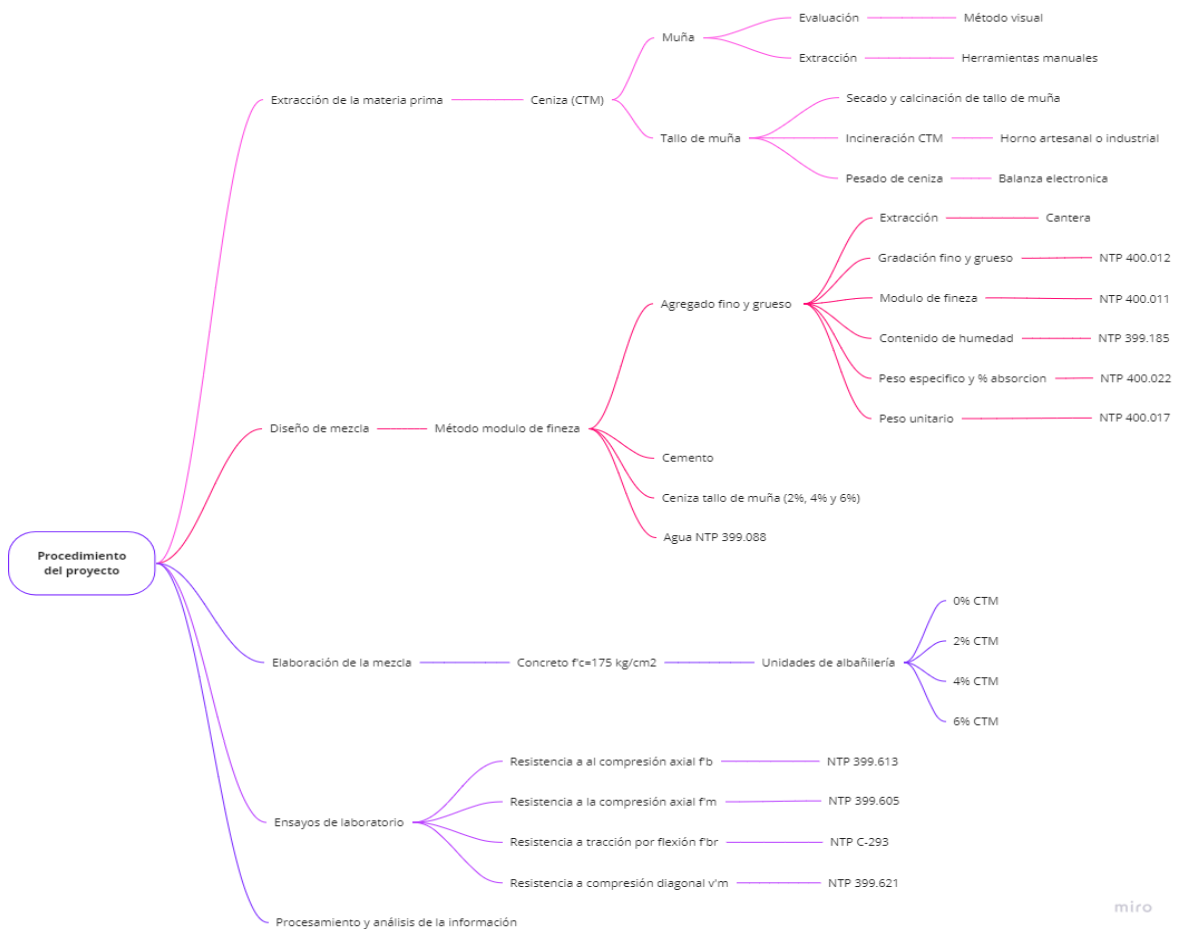 Procedimiento
del proyecto
Extracción de la materia prima
Ceniza (CTM)
Muña
Evaluación
Método visual
Extracción
Herramientas manuales
Tallo de muña
Secado y calcinación de tallo de muña
Incineración CTM
Horno artesanal o industrial
Pesado de ceniza
Balanza electronica
Diseño de mezcla
Método modulo de fineza
Agregado fino y grueso
Extracción
Cantera
Gradación fino y grueso
NTP 400.012
Modulo de fineza
NTP 400.011
Contenido de humedad
NTP 399.185
Peso especifico y % absorcion
NTP 400.022
Peso unitario
NTP 400.017
Cemento
Ceniza tallo de muña (2%, 4% y 6%)
Agua NTP 399.088
Elaboración de la mezcla
Concreto f'c=175 kg/cm2
Unidades de albañilería
0% CTM
2% CTM
4% CTM
6% CTM
Ensayos de laboratorio
Resistencia a al compresión axial f'b
NTP 399.613
Resistencia a la compresión axial f'm
NTP 399.605
Resistencia a tracción por flexión f'br
NTP C-293
Resistencia a compresión diagonal v'm
NTP 399.621
Procesamiento y análisis de la información
miro